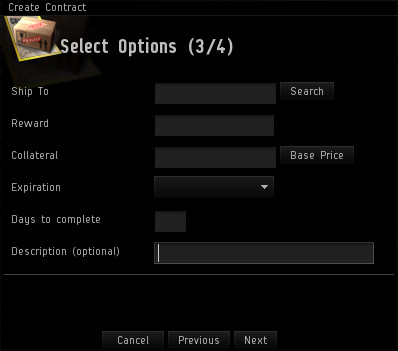 Create Contract
Select Options (3/4)
Ship To
Search
Reward
Collateral
Base Price
Expiration
Days to complete
Description (optional)
Cancel Previous Next